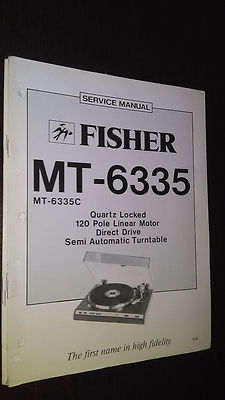 SERVICE MANUAL
FISHER
MT-6335
MT-6335C
Quartz Locked
120 Pole Linear Motor
Direct Drive
Semi Automatic Turntable
The first name in high fidelity